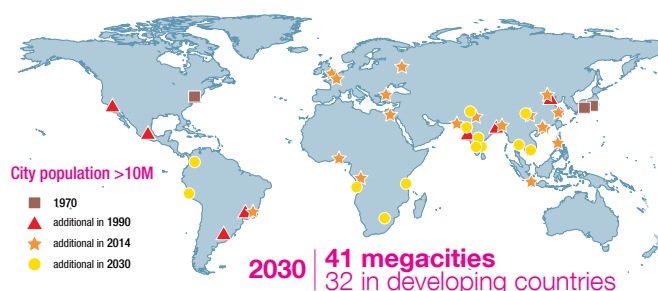 City population >10M
1970
additional in 1990
additional in 2014
additional in 2030
2030
41 megacities
32 in developing countries